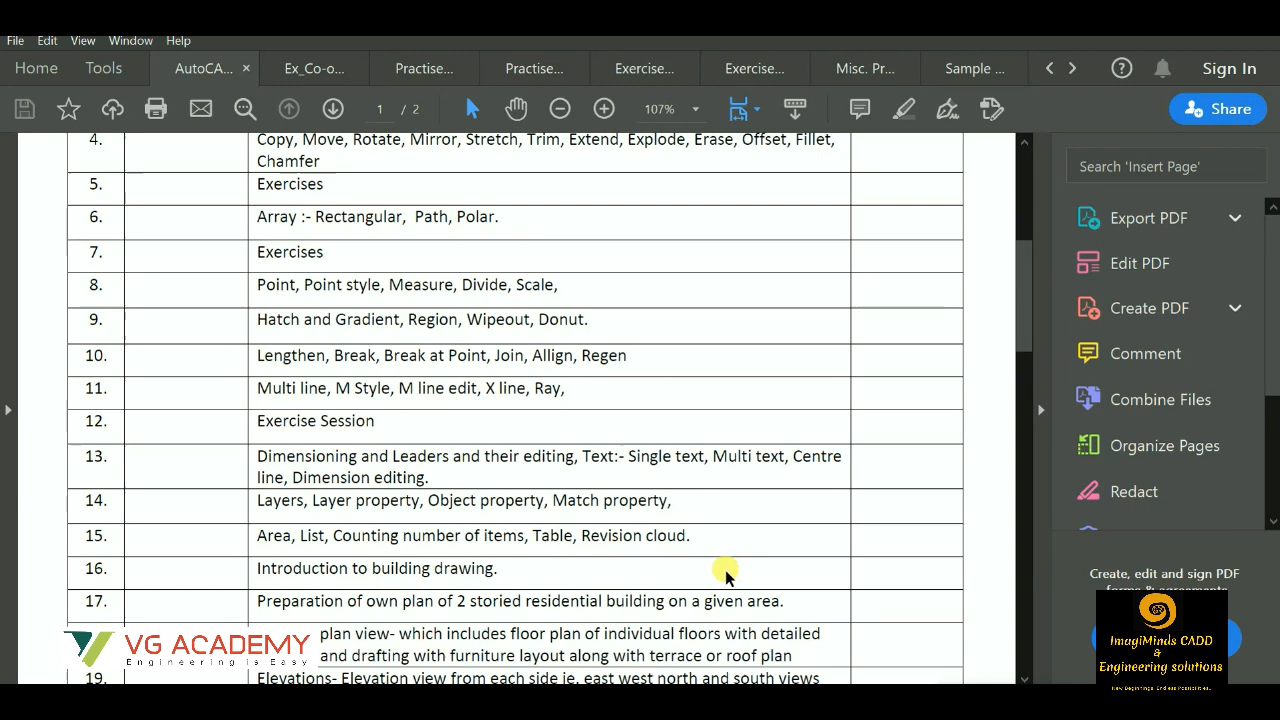 File Edit View Window Help
Home Tools AutoCA... × Ex_Co-o... Practise... Practise... Exercise... Exercise... Misc. Pr... Sample ... Sign In
1 / 2 107% Share
4. Copy, Move, Rotate, Mirror, Stretch, Trim, Extend, Explode, Erase, Offset, Fillet,
Chamfer
5. Exercises
6. Array :- Rectangular, Path, Polar.
7. Exercises
8. Point, Point style, Measure, Divide, Scale,
9. Hatch and Gradient, Region, Wipeout, Donut.
10. Lengthen, Break, Break at Point, Join, Allign, Regen
11. Multi line, M Style, M line edit, X line, Ray,
12. Exercise Session
13. Dimensioning and Leaders and their editing, Text:- Single text, Multi text, Centre
line, Dimension editing.
14. Layers, Layer property, Object property, Match property,
15. Area, List, Counting number of items, Table, Revision cloud.
16. Introduction to building drawing.
17. Preparation of own plan of 2 storied residential building on a given area.
plan view- which includes floor plan of individual floors with detailed
and drafting with furniture layout along with terrace or roof plan
19. Elevations- Elevation view from each side ie, east west north and south views
VG ACADEMY
Engineering is Easy
Search 'Insert Page'
Export PDF
Edit PDF
Create PDF
Comment
Combine Files
Organize Pages
Redact
Create, edit and sign PDF
forms & agreements
ImagiMinds CADD
&
Engineering solutions
New Beginnings, Endless Possibilities..